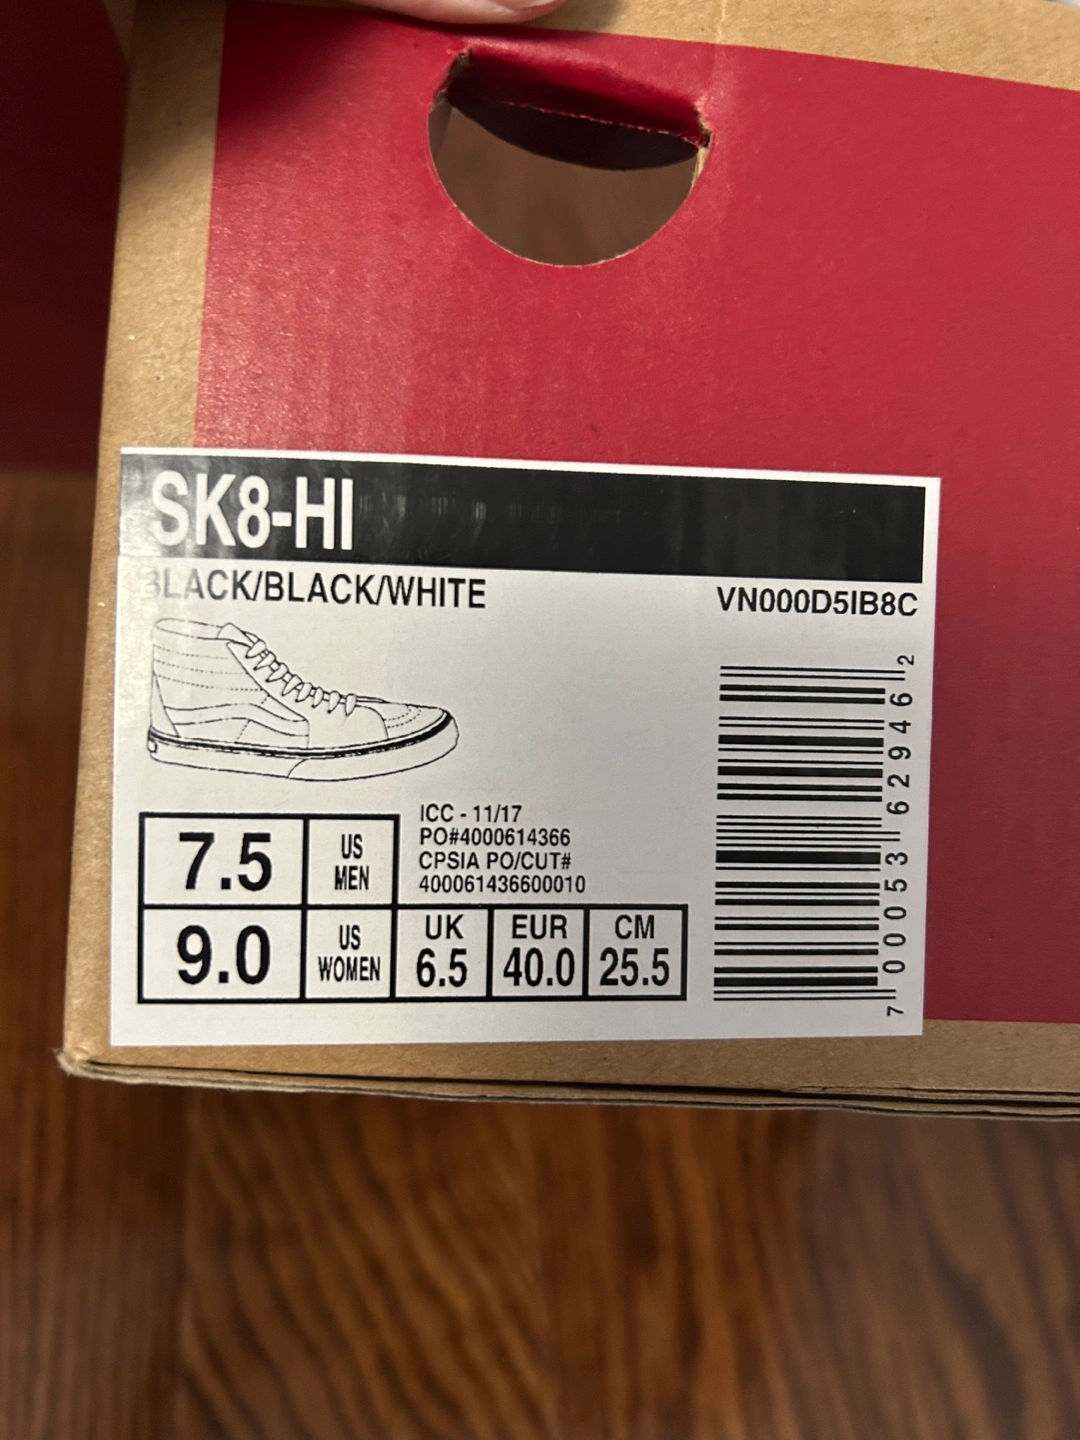 SK8-HI
BLACK/BLACK/WHITE
VN000D5IB8C
ICC - 11/17
PO#4000614366
CPSIA PO/CUT#
400061436600010
7.5 US MEN
9.0 US WOMEN
UK 6.5
EUR 40.0
CM 25.5
7 00053 62946 2